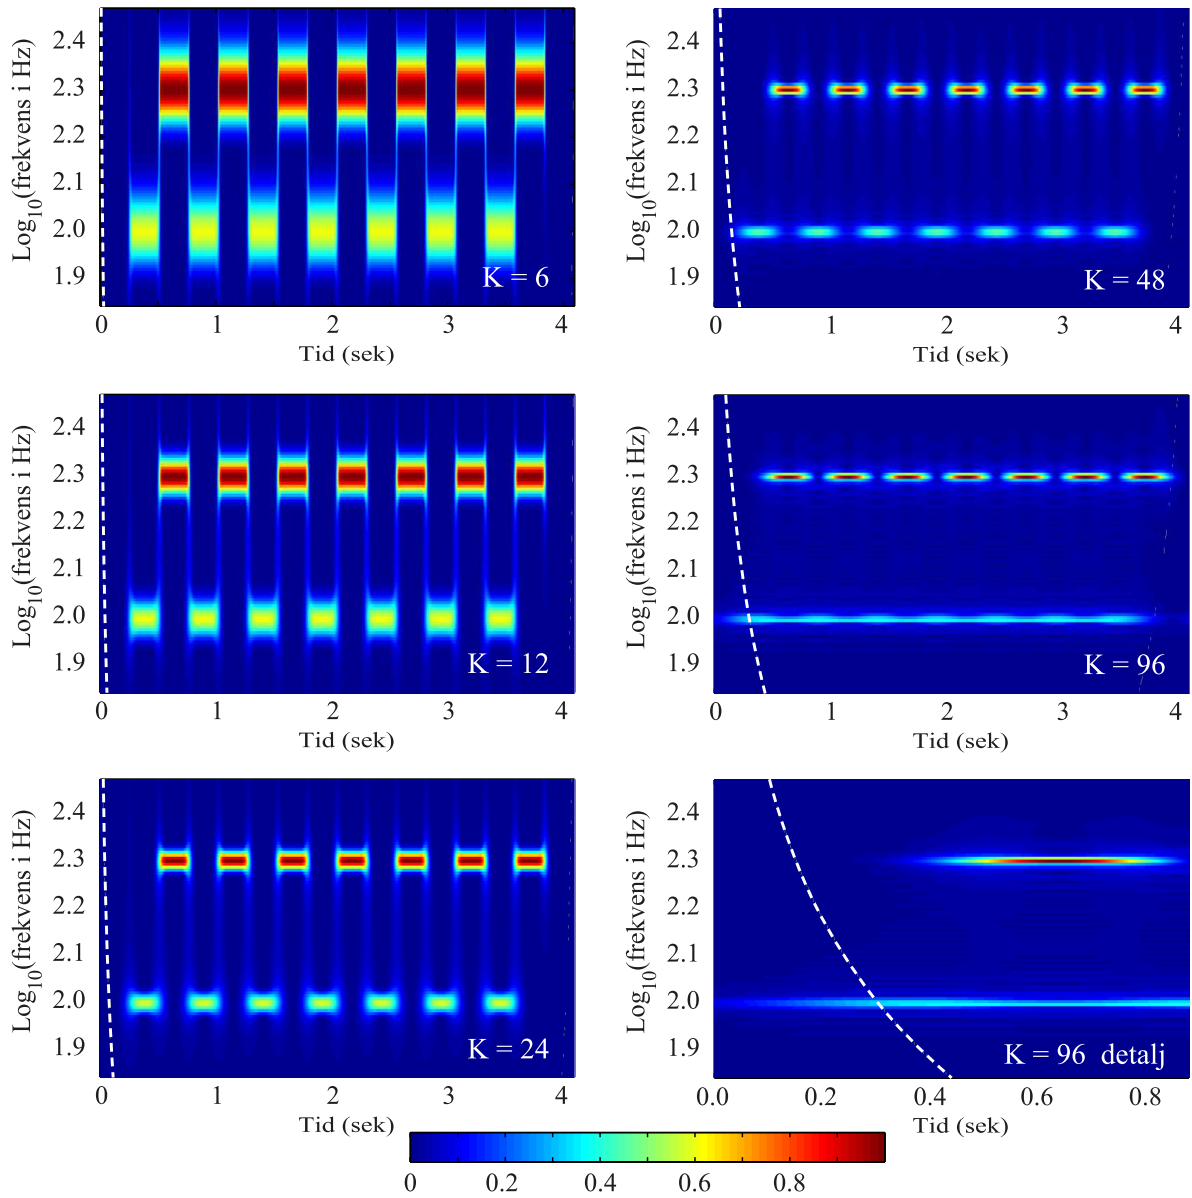 Log10(frekvens i Hz)
2.4
2.3
2.2
2.1
2.0
1.9
K = 6
0 1 2 3 4
Tid (sek)
Log10(frekvens i Hz)
2.4
2.3
2.2
2.1
2.0
1.9
K = 48
0 1 2 3 4
Tid (sek)
Log10(frekvens i Hz)
2.4
2.3
2.2
2.1
2.0
1.9
K = 12
0 1 2 3 4
Tid (sek)
Log10(frekvens i Hz)
2.4
2.3
2.2
2.1
2.0
1.9
K = 96
0 1 2 3 4
Tid (sek)
Log10(frekvens i Hz)
2.4
2.3
2.2
2.1
2.0
1.9
K = 24
0 1 2 3 4
Tid (sek)
Log10(frekvens i Hz)
2.4
2.3
2.2
2.1
2.0
1.9
K = 96 detalj
0.0 0.2 0.4 0.6 0.8
Tid (sek)
0 0.2 0.4 0.6 0.8